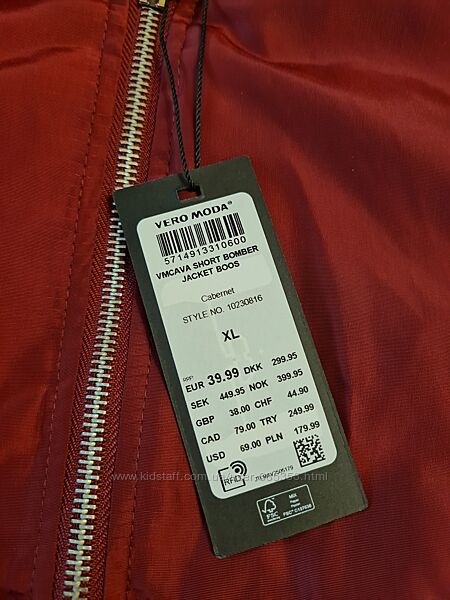 VERO MODA®
5714913310600
VMCAVA SHORT BOMBER
JACKET BOOS
Cabernet
STYLE NO. 10230816
XL
EUR 39.99 DKK 299.95
SEK 449.95 NOK 399.95
GBP 38.00 CHF 44.90
CAD 79.00 TRY 249.99
USD 69.00 PLN 179.99
RFID
FSC
MIX